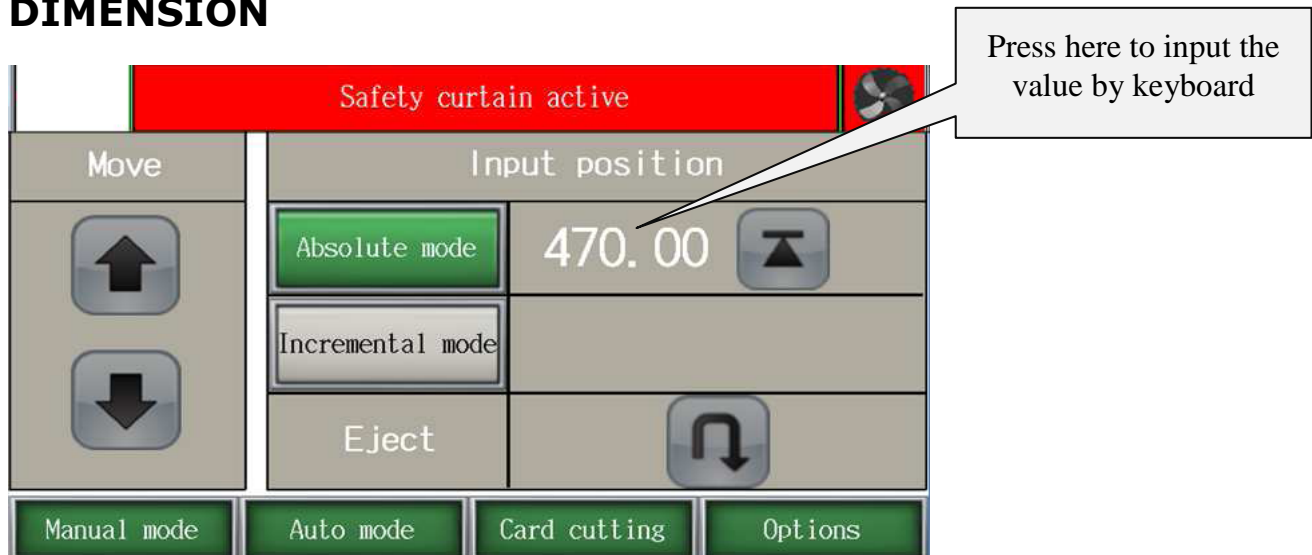 DIMENSION
Press here to input the
value by keyboard
Safety curtain active
Move
Input position
Absolute mode
470.00
Incremental mode
Eject
Manual mode
Auto mode
Card cutting
Options